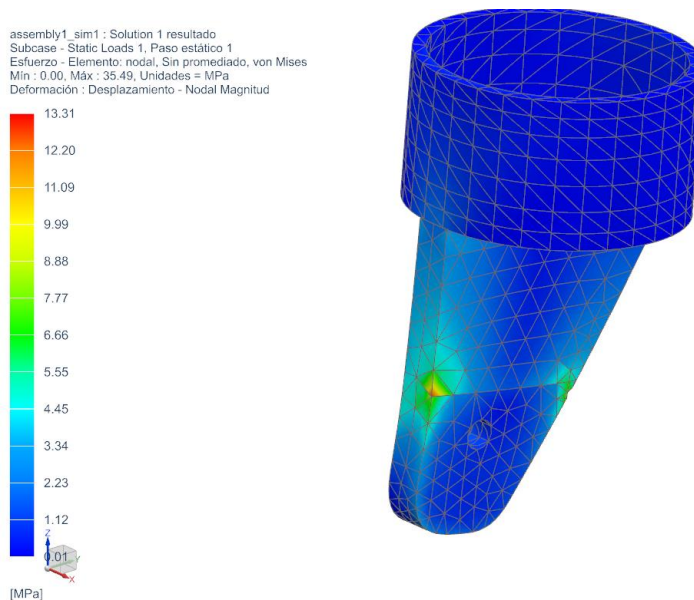 assembly1_sim1 : Solution 1 resultado
Subcase - Static Loads 1, Paso estático 1
Esfuerzo - Elemento: nodal, Sin promediado, von Mises
Mín : 0.00, Máx : 35.49, Unidades = MPa
Deformación : Desplazamiento - Nodal Magnitud
13.31
12.20
11.09
9.99
8.88
7.77
6.66
5.55
4.45
3.34
2.23
1.12
0.01
Z
Y
X
[MPa]